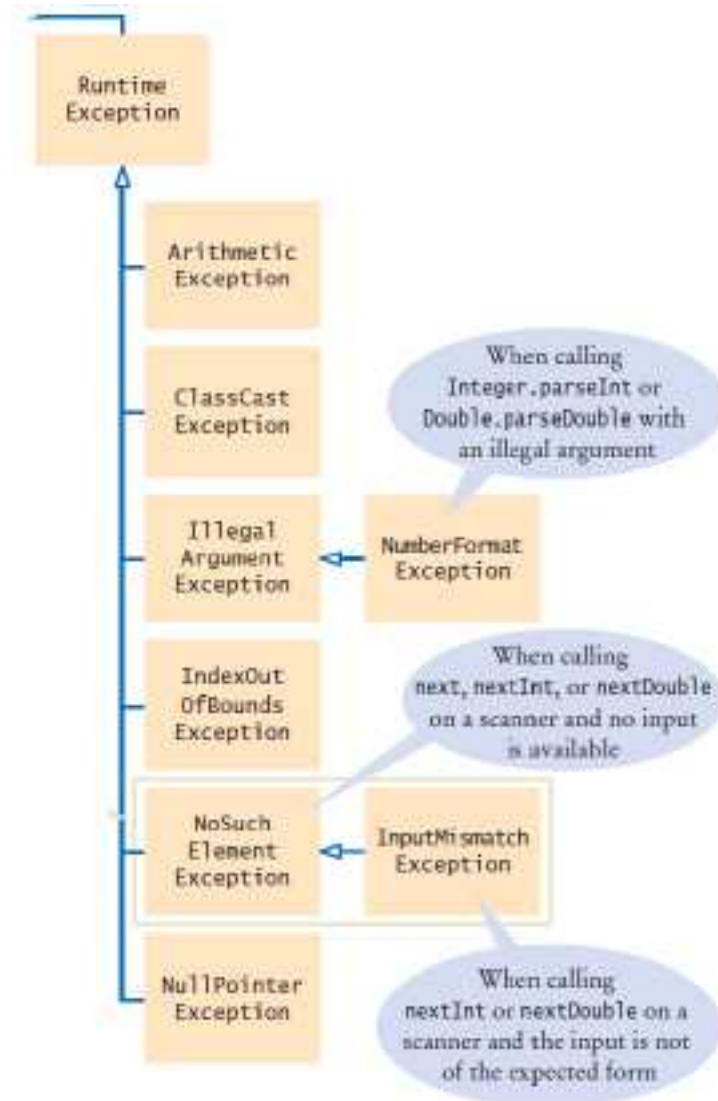 Runtime
Exception
Arithmetic
Exception
ClassCast
Exception
When calling
Integer.parseInt or
Double.parseDouble with
an illegal argument
Illegal
Argument
Exception
NumberFormat
Exception
IndexOut
OfBounds
Exception
When calling
next, nextInt, or nextDouble
on a scanner and no input
is available
NoSuch
Element
Exception
InputMismatch
Exception
NullPointer
Exception
When calling
nextInt or nextDouble on a
scanner and the input is not
of the expected form